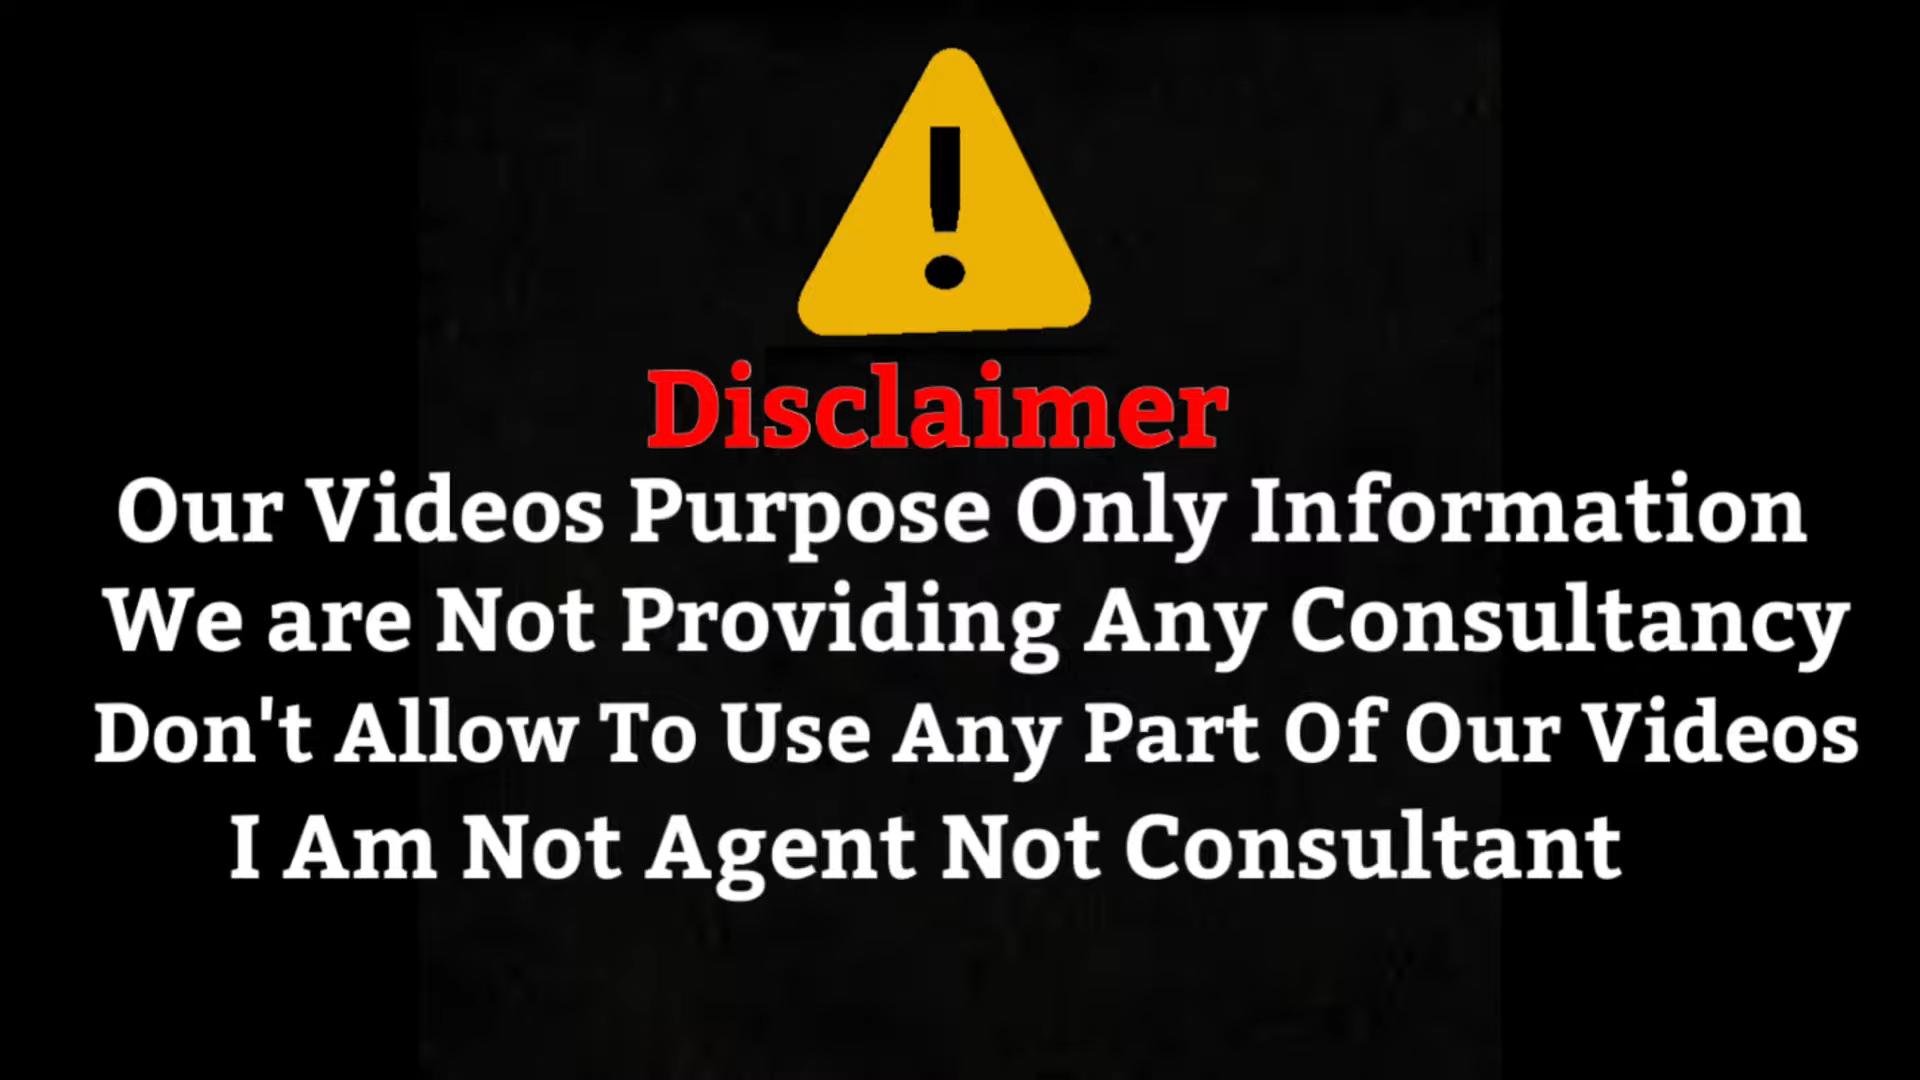 Disclaimer
Our Videos Purpose Only Information
We are Not Providing Any Consultancy
Don't Allow To Use Any Part Of Our Videos
I Am Not Agent Not Consultant